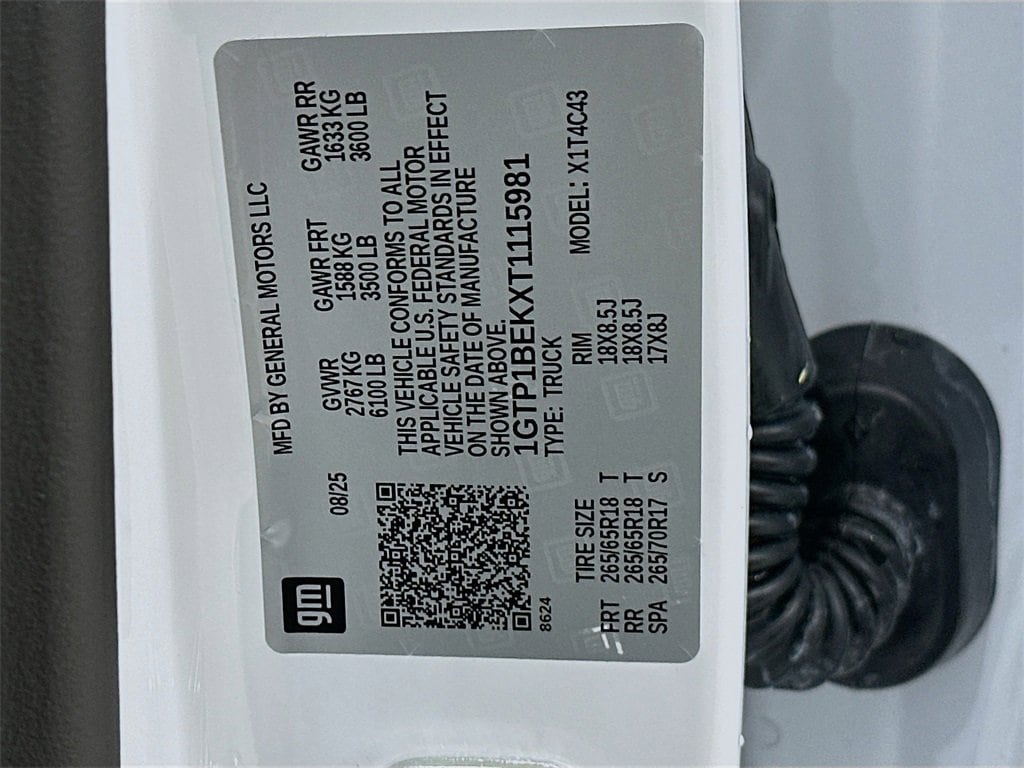 gm
MFD BY GENERAL MOTORS LLC
08/25
GVWR GAWR FRT GAWR RR
2767 KG 1588 KG 1633 KG
6100 LB 3500 LB 3600 LB
THIS VEHICLE CONFORMS TO ALL
APPLICABLE U.S. FEDERAL MOTOR
VEHICLE SAFETY STANDARDS IN EFFECT
ON THE DATE OF MANUFACTURE
SHOWN ABOVE.
1GTP1BEKXT1115981
8624 TYPE: TRUCK
TIRE SIZE RIM MODEL: X1T4C43
FRT 265/65R18 T 18X8.5J
RR 265/65R18 T 18X8.5J
SPA 265/70R17 S 17X8J